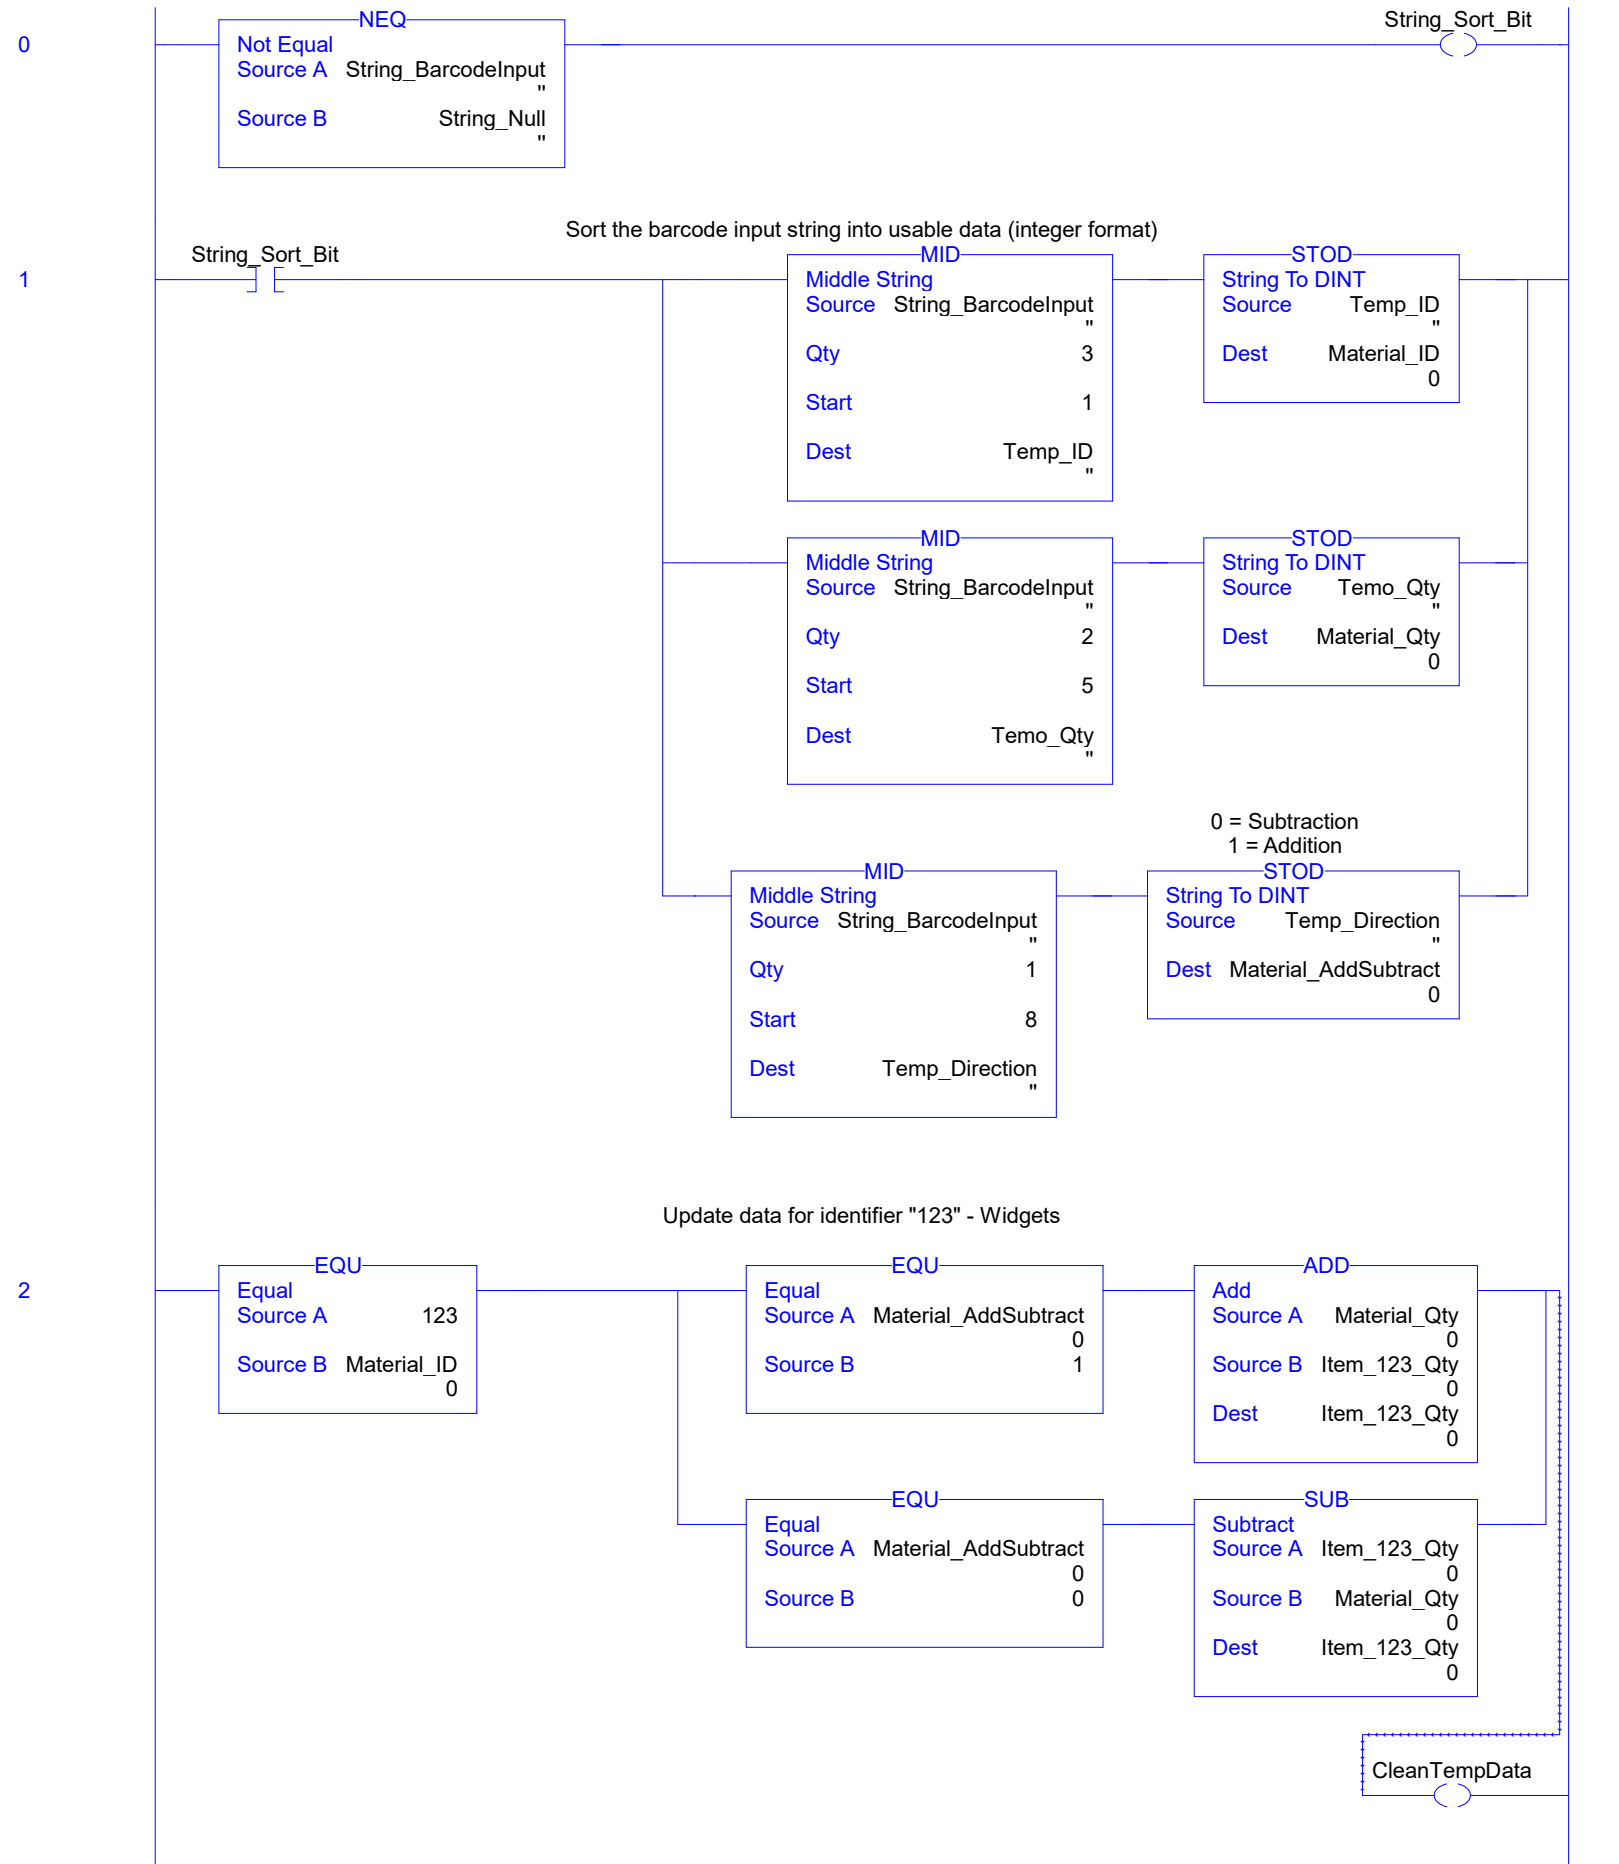 NEQ
String_Sort_Bit
0
Not Equal
Source A String_BarcodeInput
''
Source B String_Null
''
Sort the barcode input string into usable data (integer format)
String_Sort_Bit
MID
STOD
1
Middle String
String To DINT
Source String_BarcodeInput
''
Source Temp_ID
''
Qty 3
Dest Material_ID
0
Start 1
Dest Temp_ID
''
MID
STOD
Middle String
String To DINT
Source String_BarcodeInput
''
Source Temo_Qty
''
Qty 2
Dest Material_Qty
0
Start 5
Dest Temo_Qty
''
0 = Subtraction
1 = Addition
MID
STOD
Middle String
String To DINT
Source String_BarcodeInput
''
Source Temp_Direction
''
Qty 1
Dest Material_AddSubtract
0
Start 8
Dest Temp_Direction
''
Update data for identifier "123" - Widgets
EQU
EQU
ADD
2
Equal
Source A 123
Source B Material_ID
0
Equal
Source A Material_AddSubtract
0
Source B 1
Add
Source A Material_Qty
0
Source B Item_123_Qty
0
Dest Item_123_Qty
0
EQU
SUB
Equal
Source A Material_AddSubtract
0
Source B 0
Subtract
Source A Item_123_Qty
0
Source B Material_Qty
0
Dest Item_123_Qty
0
CleanTempData